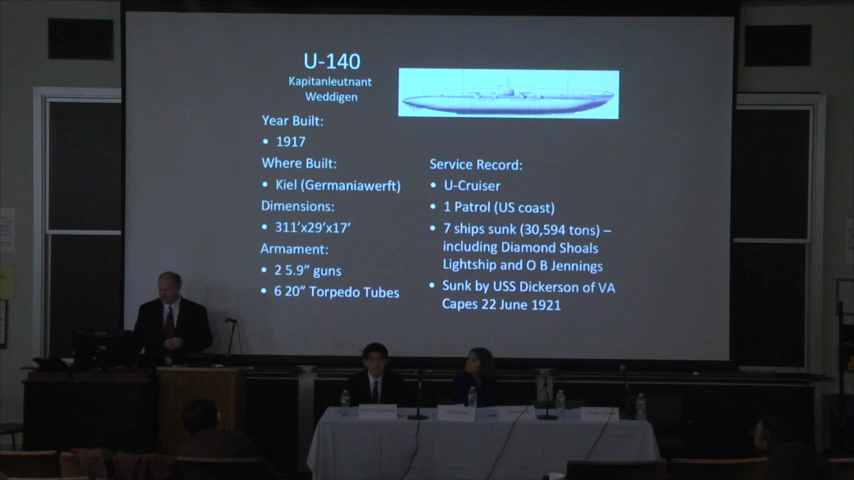 U-140
Kapitanleutnant
Weddigen
Year Built:
• 1917
Where Built:
• Kiel (Germaniawerft)
Dimensions:
• 311'x29'x17'
Armament:
• 2 5.9" guns
• 6 20" Torpedo Tubes
Service Record:
• U-Cruiser
• 1 Patrol (US coast)
• 7 ships sunk (30,594 tons) –
including Diamond Shoals
Lightship and O B Jennings
• Sunk by USS Dickerson of VA
Capes 22 June 1921